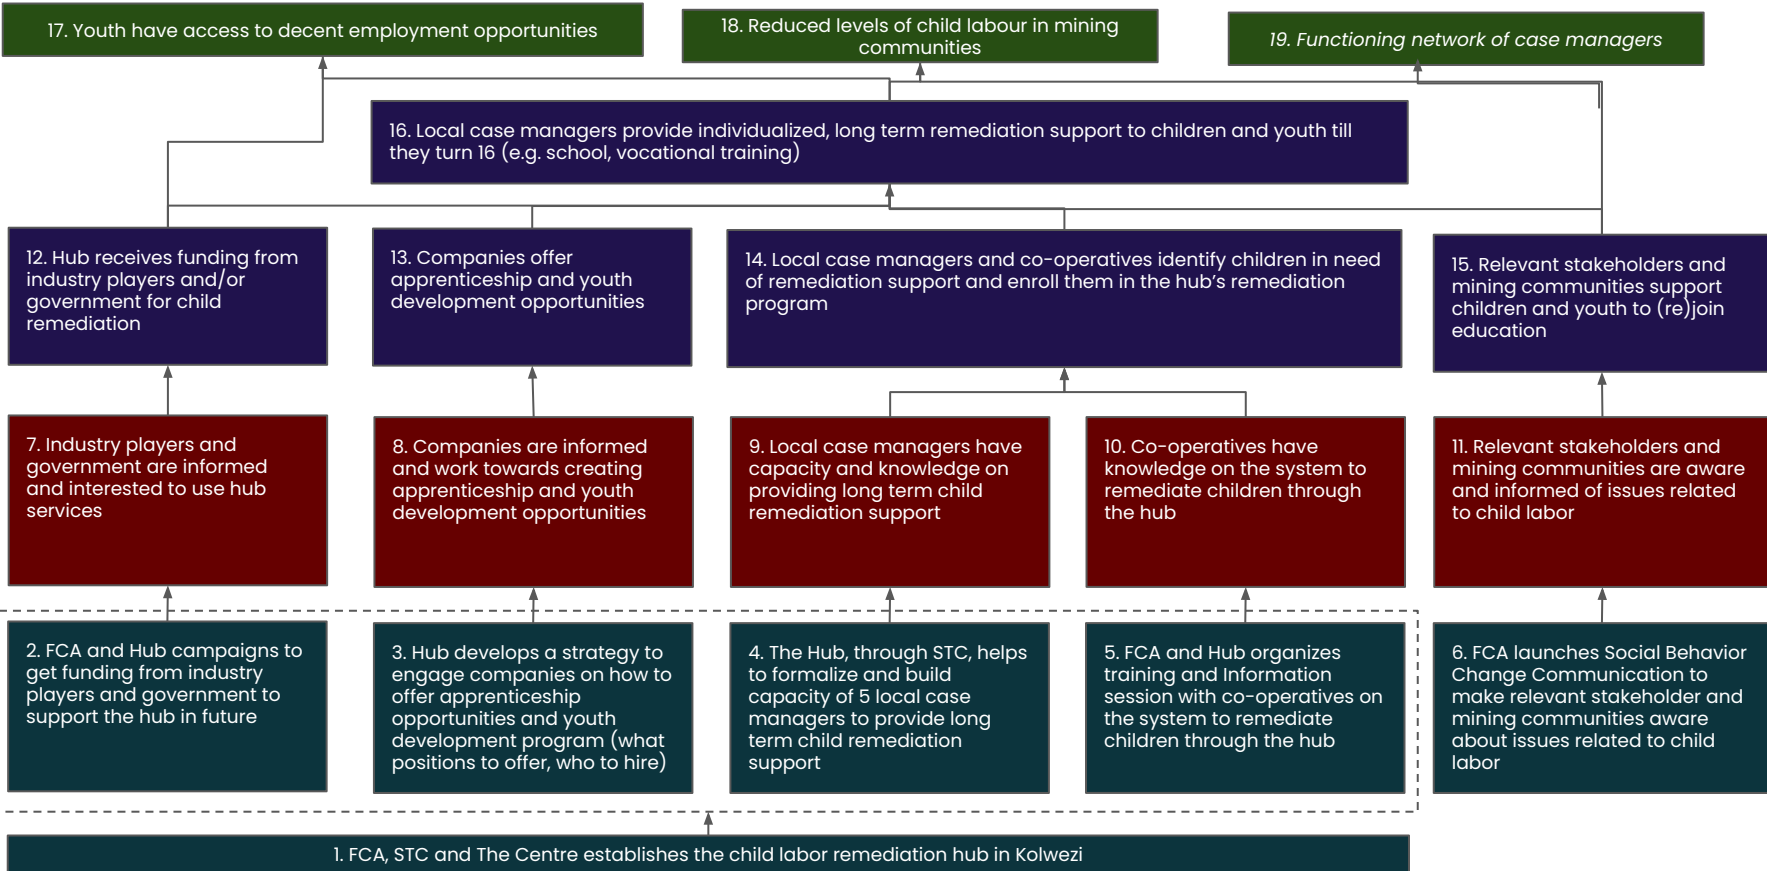 17. Youth have access to decent employment opportunities
18. Reduced levels of child labour in mining
communities
19. Functioning network of case managers
16. Local case managers provide individualized, long term remediation support to children and youth till
they turn 16 (e.g. school, vocational training)
12. Hub receives funding from
industry players and/or
government for child
remediation
13. Companies offer
apprenticeship and youth
development opportunities
14. Local case managers and co-operatives identify children in need
of remediation support and enroll them in the hub's remediation
program
15. Relevant stakeholders and
mining communities support
children and youth to (re)join
education
7. Industry players and
government are informed
and interested to use hub
services
8. Companies are informed
and work towards creating
apprenticeship and youth
development opportunities
9. Local case managers have
capacity and knowledge on
providing long term child
remediation support
10. Co-operatives have
knowledge on the system to
remediate children through
the hub
11. Relevant stakeholders and
mining communities are aware
and informed of issues related
to child labor
2. FCA and Hub campaigns to
get funding from industry
players and government to
support the hub in future
3. Hub develops a strategy to
engage companies on how to
offer apprenticeship
opportunities and youth
development program (what
positions to offer, who to hire)
4. The Hub, through STC, helps
to formalize and build
capacity of 5 local case
managers to provide long
term child remediation
support
5. FCA and Hub organizes
training and Information
session with co-operatives on
the system to remediate
children through the hub
6. FCA launches Social Behavior
Change Communication to
make relevant stakeholder and
mining communities aware
about issues related to child
labor
1. FCA, STC and The Centre establishes the child labor remediation hub in Kolwezi